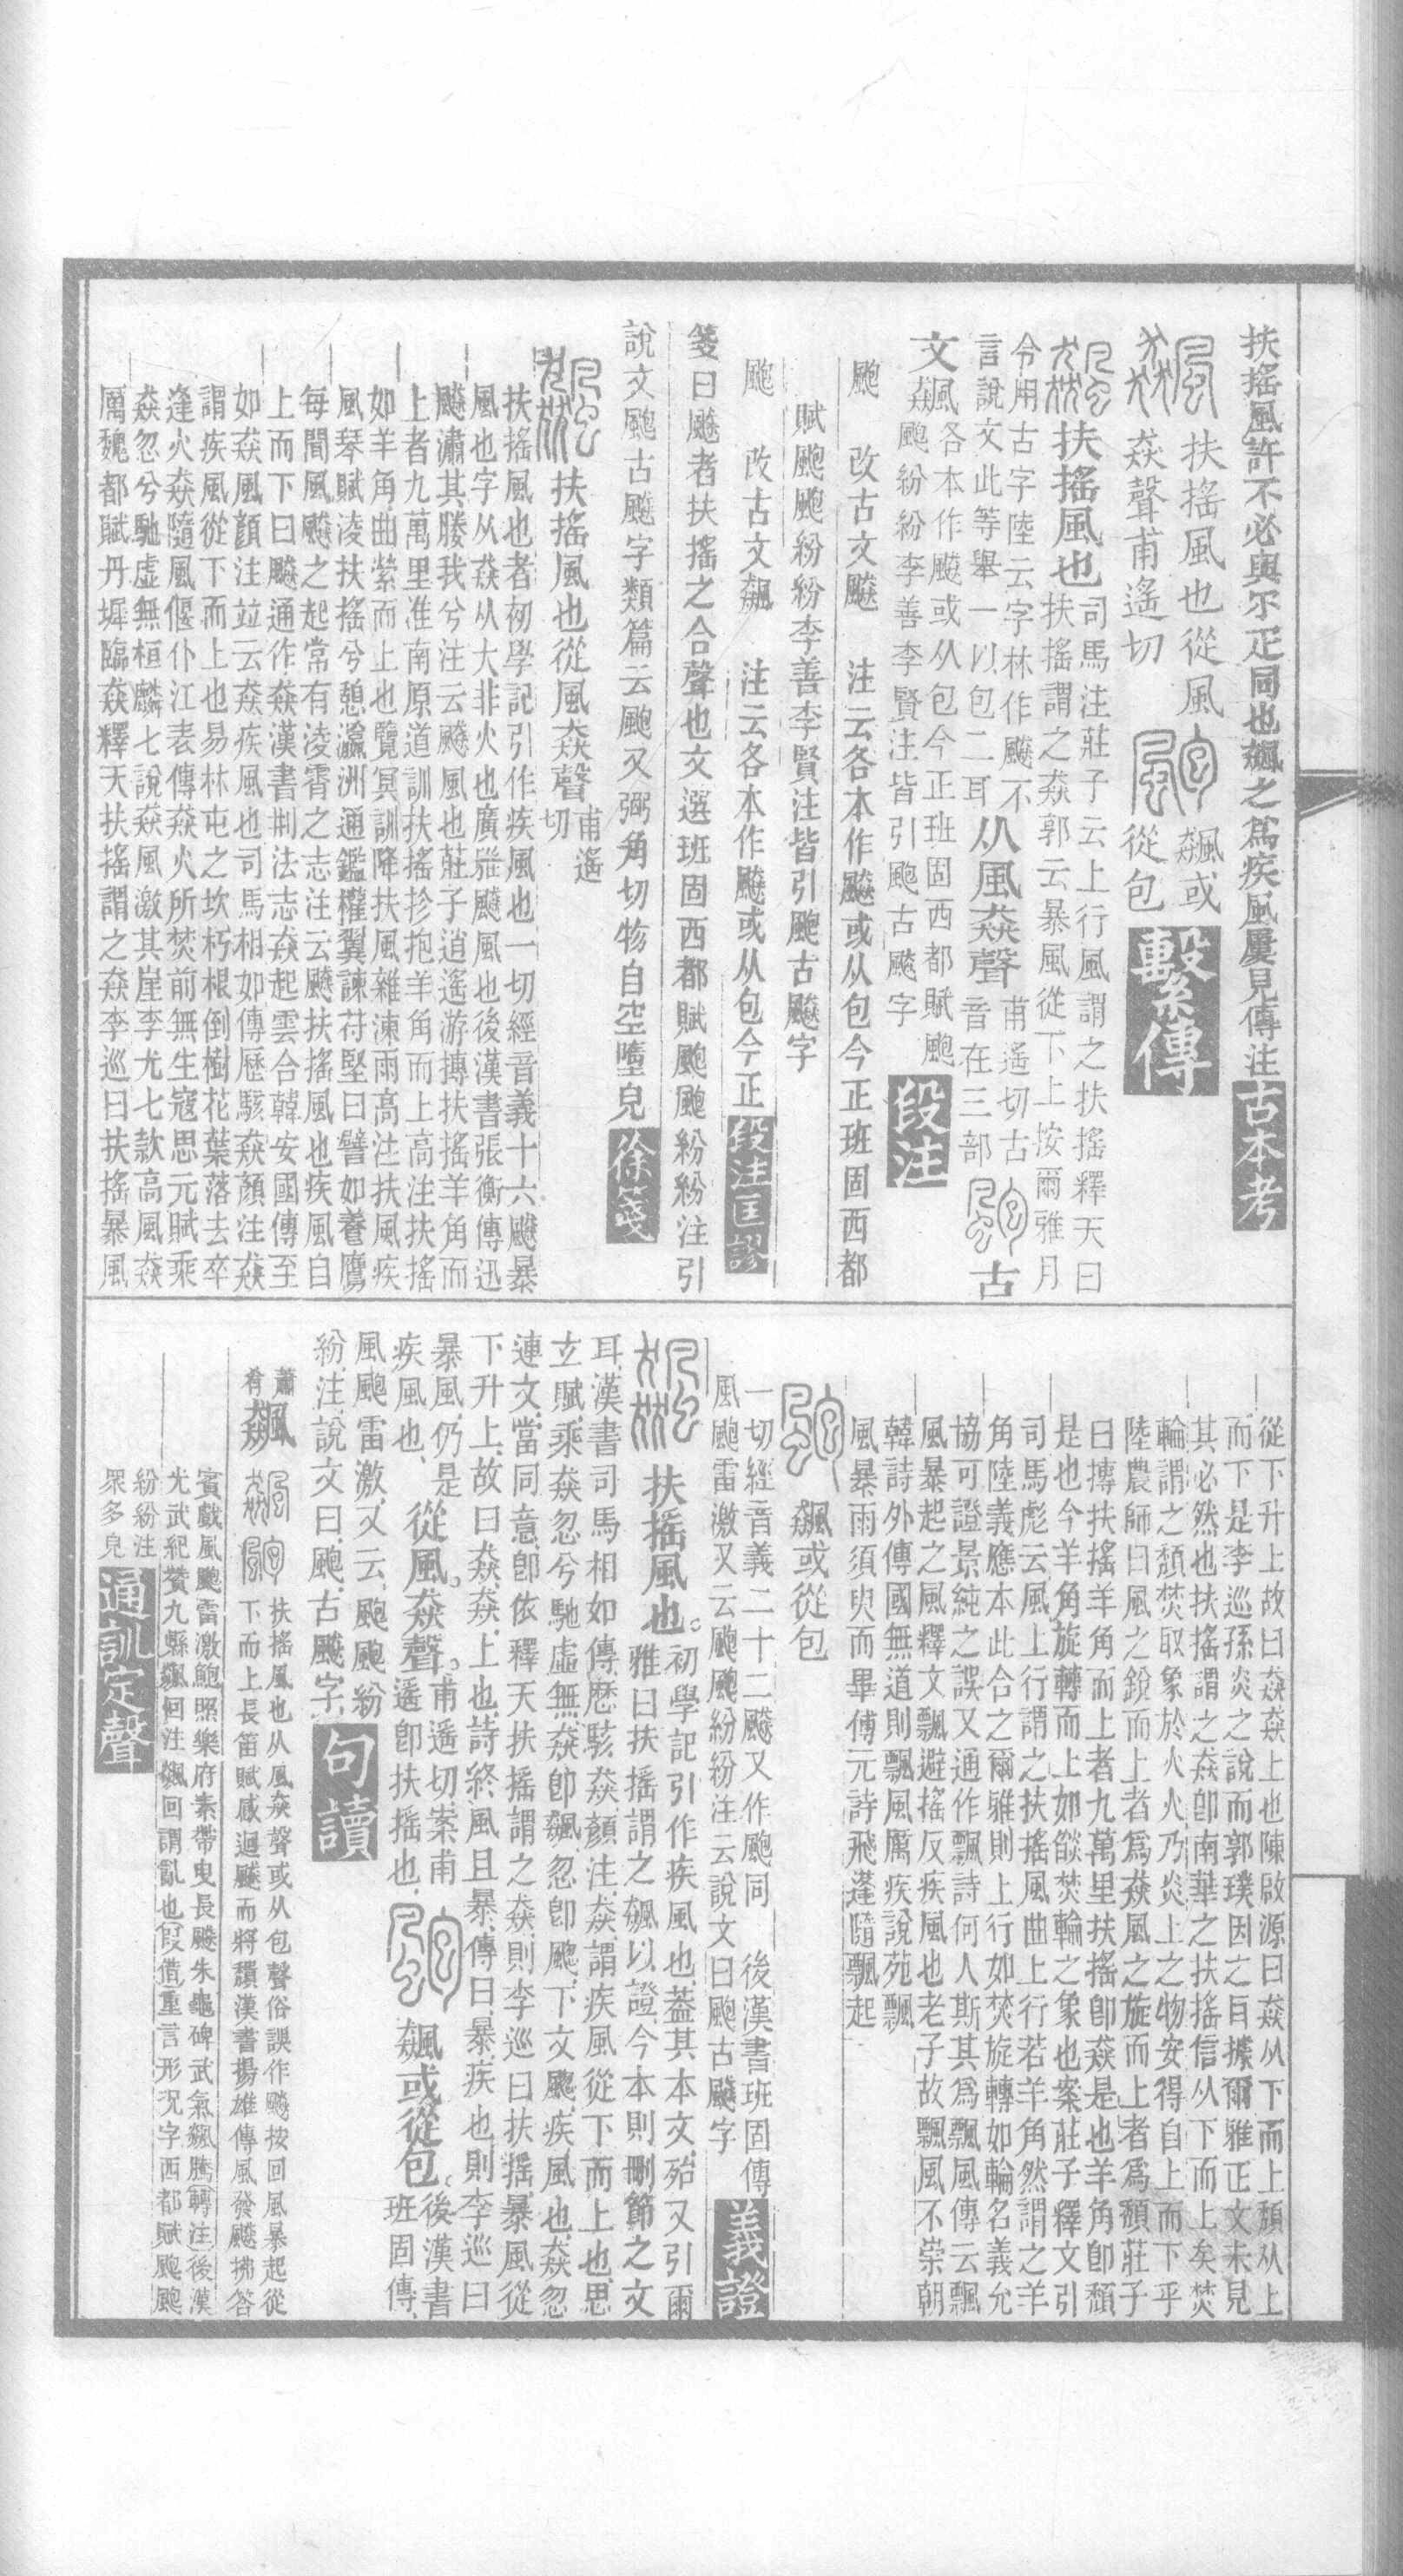 扶搖風許不必與尒疋同也飆之爲疾風屢見傳注古本考
扶搖風也從風
猋聲甫遙切
飆或
從包繫傳
扶搖風也
司馬注莊子云上行風謂之扶搖釋天曰
扶搖謂之猋郭云暴風從下上按爾雅月
令用古字陸云字林作飈不
言說文此等舉一以包二耳
从風猋聲
甫遙切古
音在三部
古
文
風各本作飈或从包今正班固西都賦颮
猋颮紛紛李善李賢注皆引颮古飈字
段注
颮 改古文飈 注云各本作飈或从包今正班固西都
賦颮颮紛紛李善李賢注皆引颮古飈字
颮 改古文飆 注云各本作飈或从包今正段注匡謬
箋曰飈者扶搖之合聲也文選班固西都賦颮颮紛紛注引
說文颮古飈字類篇云颮又弼角切物自空墮皃徐箋
扶搖風也從風猋聲
甫遙
切
扶搖風也者初學記引作疾風也一切經音義十六飈暴
風也字从猋从大非火也廣雅飈風也後漢書張衡傳迅
飈潚其媵我兮注云飈風也莊子逍遙游摶扶搖羊角而
上者九萬里淮南原道訓扶搖抮抱羊角而上高注扶搖
如羊角曲縈而上也覽冥訓降扶風雜涷雨高注扶風疾
風琴賦淩扶搖兮憩瀛洲通鑑權翼諫苻堅曰譬如養鷹
每聞風飈之起常有淩霄之志注云飈扶搖風也疾風自
上而下曰飈通作猋漢書刑法志猋起雲合韓安國傳至
如猋風顏注竝云猋疾風也司馬相如傳歷駭猋顏注猋
謂疾風從下而上也易林屯之坎朽根倒樹花葉落去卒
逢火猋隨風偃仆江表傳猋火所焚前無生寇思元賦乘
猋忽兮馳虛無桓麟七說猋風激其崖李尤七款高風猋
厲魏都賦丹墀臨猋釋天扶搖謂之猋李巡曰扶搖暴風
從下升上故曰猋猋上也陳啟源曰猋从下而上頹从上
而下是李巡孫炎之說而郭璞因之旨據爾雅正文未見
其必然也扶搖謂之猋卽南華之扶搖信从下而上矣焚
輪謂之頹焚取象於火火乃炎上之物安得自上而下乎
陸農師曰風之銳而上者爲猋風之旋而上者爲頹莊子
曰摶扶搖羊角而上者九萬里扶搖卽猋是也羊角卽頹
是也今羊角旋轉而上如燄焚輪之象也案莊子釋文引
司馬彪云風上行謂之扶搖風曲上行若羊角然謂之羊
角陸義應本此合之爾雅則上行如焚旋轉如輪名義允
協可證景純之誤又通作飄詩何人斯其爲飄風傳云飄
風暴起之風釋文飄避搖反疾風也老子故飄風不崇朝
韓詩外傳國無道則飄風厲疾說苑飄
風暴雨須臾而畢傅元詩飛蓬隨飄起
飆或從包
一切經音義二十二飈又作颮同 後漢書班固傳
風颮雷激又云颮颮紛紛注云說文曰颮古飈字
義證
扶搖風也。
初學記引作疾風也蓋其本文殆又引爾
雅曰扶搖謂之飆以證今本則刪節之文
耳漢書司馬相如傳歷駭猋顏注猋謂疾風從下而上也思
玄賦乘猋忽兮馳虛無猋卽飆忽卽颮下文飈疾風也猋忽
連文當同意卽依釋天扶搖謂之猋則李巡曰扶搖暴風從
下升上故曰猋猋上也詩終風且暴傳曰暴疾也則李巡曰
暴風仍是
疾風也
從風。猋聲。
甫遙切案甫
遙卽扶搖也
飆或從包。
後漢書
班固傳
風颮雷激又云颮颮紛
紛注說文曰颮古飈字
句讀
蕭
宵
飆
扶搖風也从風猋聲或从包聲俗誤作飈按回風暴起從
下而上長笛賦感迴飈而將頹漢書揚雄傳風發飈拂答
賓戲風颮雷激鮑照樂府素帶曳長飈朱龜碑武氣飆騰轉注後漢
光武紀贊九縣飆回注飆回謂亂也叚借重言形況字西都賦颮颮
紛紛注
眾多皃
通訓定聲